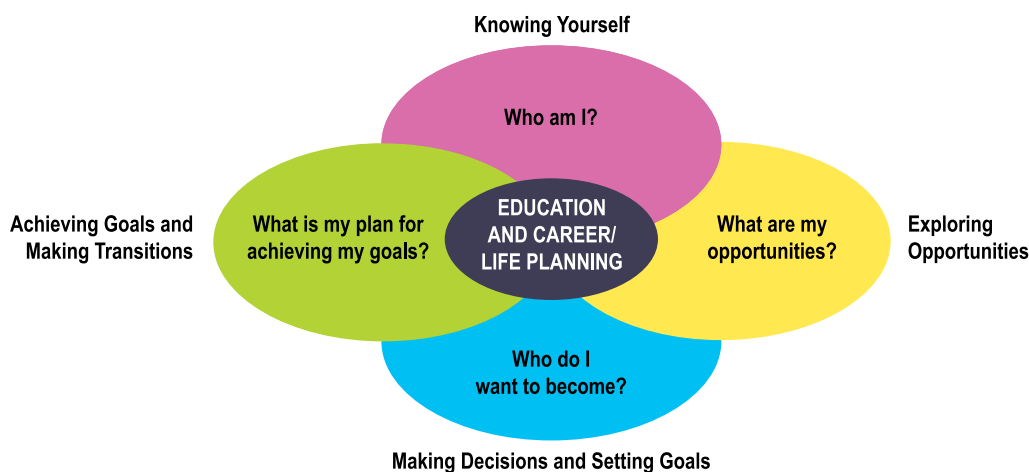 Knowing Yourself
Who am I?
Achieving Goals and
Making Transitions
What is my plan for
achieving my goals?
EDUCATION
AND CAREER/
LIFE PLANNING
What are my
opportunities?
Exploring
Opportunities
Who do I
want to become?
Making Decisions and Setting Goals